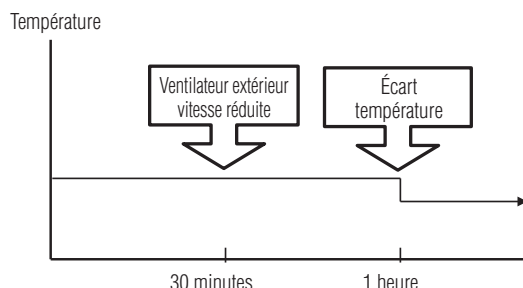 Température
Ventilateur extérieur
vitesse réduite
Écart
température
30 minutes
1 heure